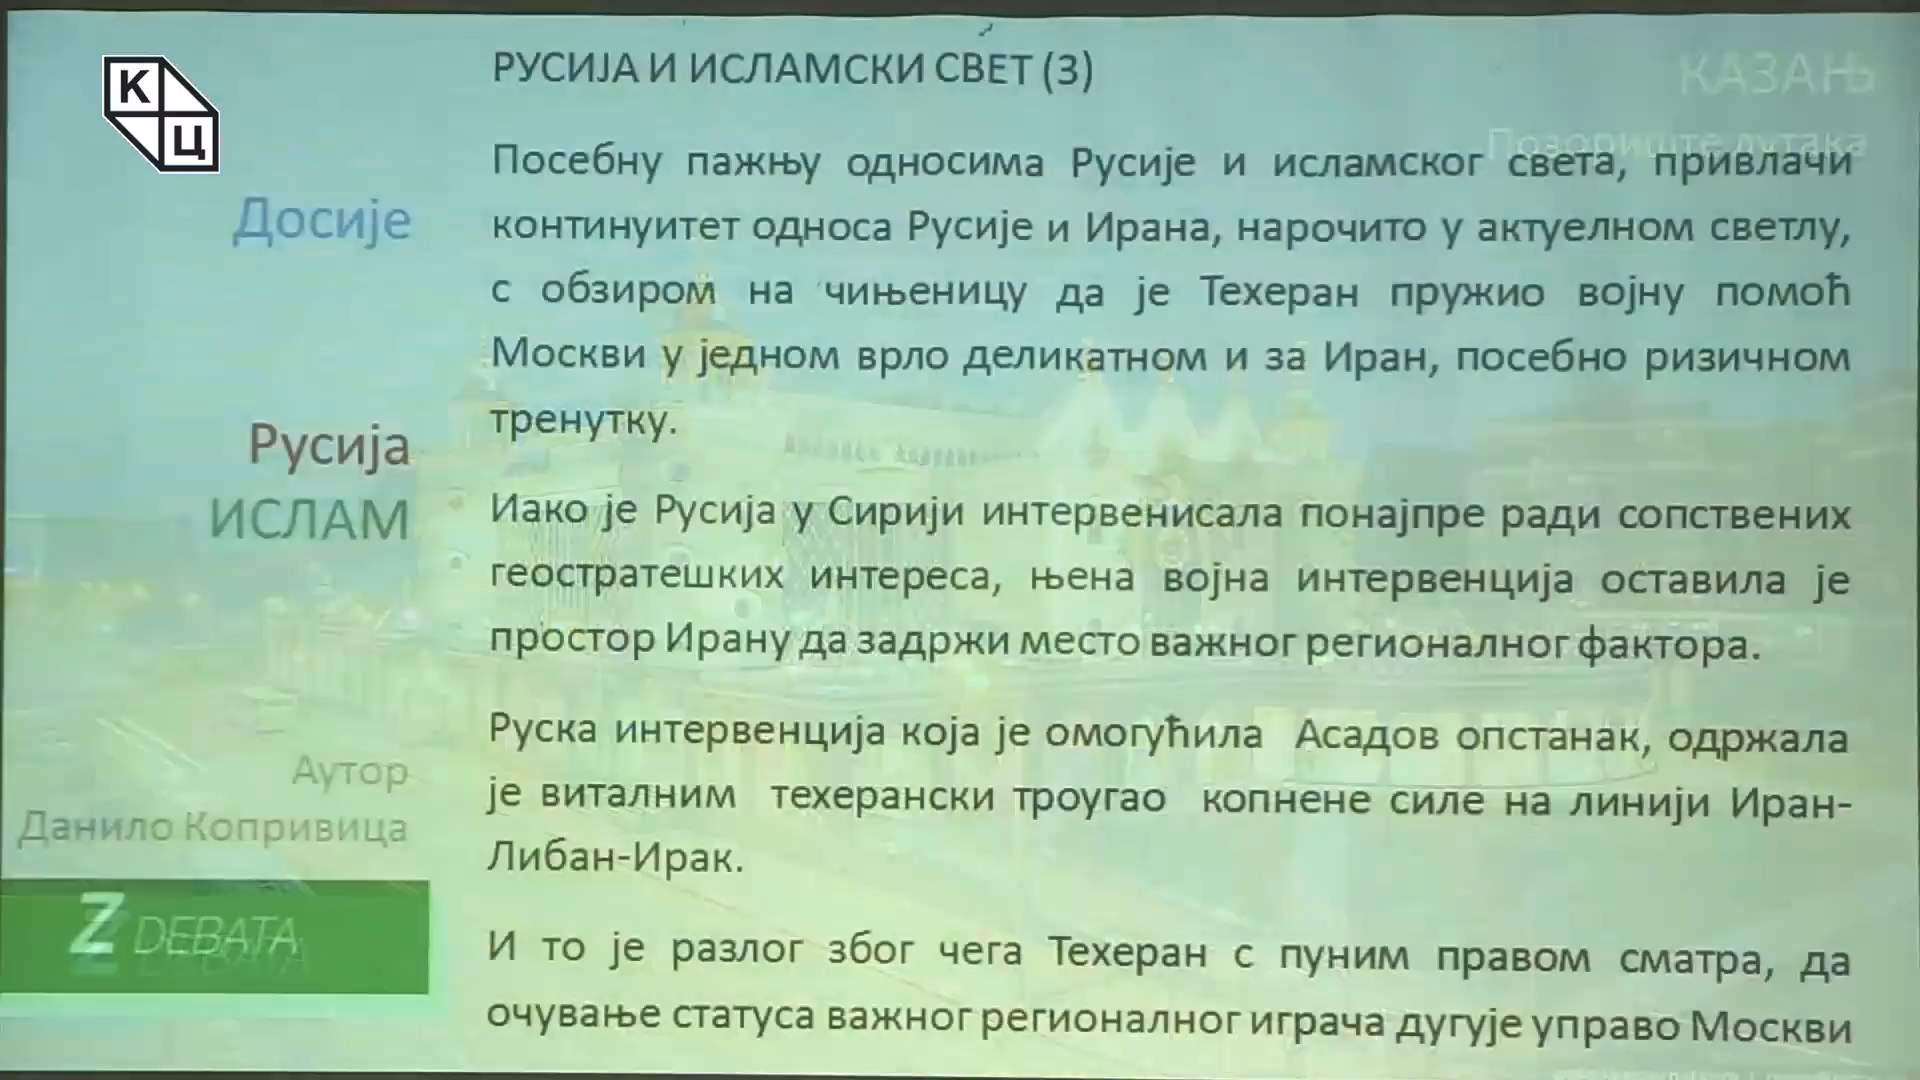 К
Ц
Досије
Русија
ИСЛАМ
Аутор
Данило Копривица
Z DEBATA
РУСИЈА И ИСЛАМСКИ СВЕТ (3)
Посебну пажњу односима Русије и исламског света, привлачи
континуитет односа Русије и Ирана, нарочито у актуелном светлу,
с обзиром на чињеницу да је Техеран пружио војну помоћ
Москви у једном врло деликатном и за Иран, посебно ризичном
тренутку.
Иако је Русија у Сирији интервенисала понајпре ради сопствених
геостратешких интереса, њена војна интервенција оставила је
простор Ирану да задржи место важног регионалног фактора.
Руска интервенција која је омогућила Асадов опстанак, одржала
је виталним техерански троугао копнене силе на линији Иран-
Либан-Ирак.
И то је разлог због чега Техеран с пуним правом сматра, да
очување статуса важног регионалног играча дугује управо Москви
КАЗАЊ
Позориште лутака